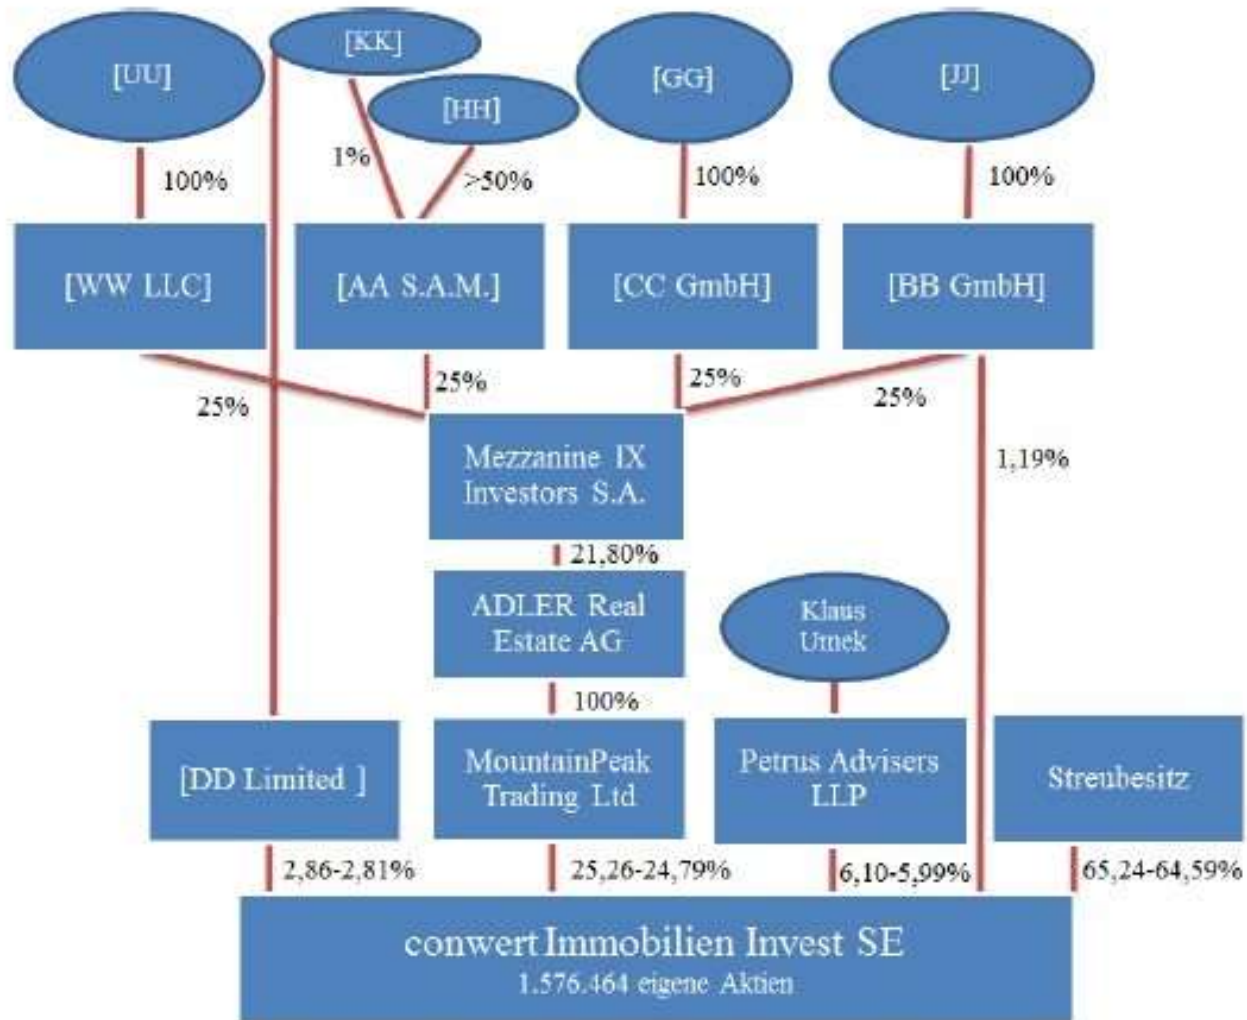 [UU]
[KK]
[HH]
[GG]
[JJ]
100%
1%
>50%
100%
100%
[WW LLC]
[AA S.A.M.]
[CC GmbH]
[BB GmbH]
25%
25%
25%
25%
Mezzanine IX
Investors S.A.
1,19%
21,80%
ADLER Real
Estate AG
Klaus
Umek
100%
[DD Limited ]
MountainPeak
Trading Ltd
Petrus Advisers
LLP
Streubesitz
2,86-2,81%
25,26-24,79%
6,10-5,99%
65,24-64,59%
conwert Immobilien Invest SE
1.576.464 eigene Aktien